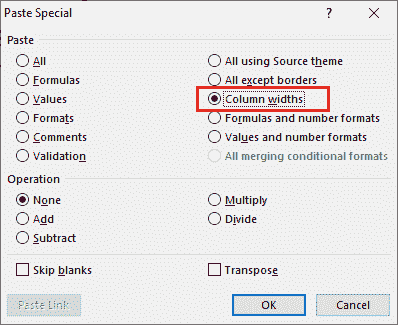 Paste Special
Paste
All
All using Source theme
Formulas
All except borders
Values
Column widths
Formats
Formulas and number formats
Comments
Values and number formats
Validation
All merging conditional formats
Operation
None
Multiply
Add
Divide
Subtract
Skip blanks
Transpose
Paste Link
OK
Cancel